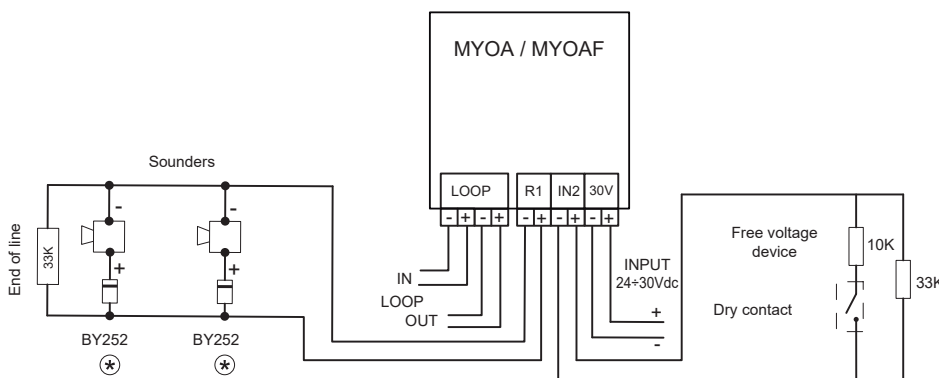 MYOA / MYOAF
LOOP R1 IN2 30V
- + - + - + - + - +
Sounders
End of line
33K
-
-
+
+
BY252
BY252
*
*
IN
LOOP
OUT
INPUT
24÷30Vdc
+
-
Free voltage
device
Dry contact
10K
33K